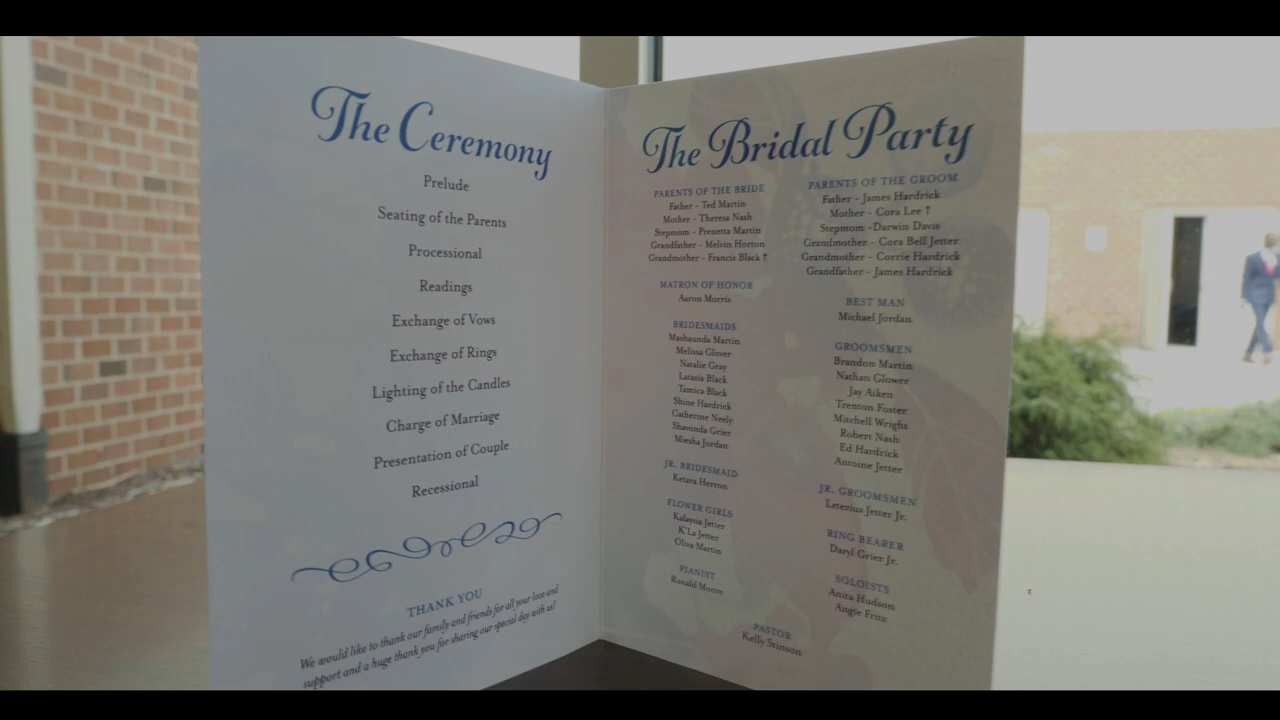 The Ceremony
Prelude
Seating of the Parents
Processional
Readings
Exchange of Vows
Exchange of Rings
Lighting of the Candles
Charge of Marriage
Presentation of Couple
Recessional
THANK YOU
We would like to thank our family and friends for all your love and
support and a huge thank you for sharing our special day with us!
The Bridal Party
PARENTS OF THE BRIDE
Father - Ted Martin
Mother - Theresa Nash
Stepmom - Prenetta Martin
Grandfather - Melvin Horton
Grandmother - Francis Black †
MATRON OF HONOR
Aaron Morris
BRIDESMAIDS
Mashaunda Martin
Melissa Glover
Natalie Gray
Latasia Black
Tamica Black
Shine Hardrick
Catherine Neely
Shavonda Grier
Miesha Jordan
JR. BRIDESMAID
Ketara Herron
FLOWER GIRLS
Kalaysia Jetter
K'La Jetter
Oliva Martin
PIANIST
Ronald Moore
PARENTS OF THE GROOM
Father - James Hardrick
Mother - Cora Lee †
Stepmom -Darwin Davis
Grandmother - Cora Bell Jetter
Grandmother - Corrie Hardrick
Grandfather - James Hardrick
BEST MAN
Michael Jordan
GROOMSMEN
Brandon Martin
Nathan Glower
Jay Aiken
Trenton Foster
Mitchell Wright
Robert Nash
Ed Hardrick
Antoine Jetter
JR. GROOMSMEN
Leterius Jetter Jr.
RING BEARER
Daryl Grier Jr.
SOLOISTS
Anita Hudson
Angie Fritz
PASTOR
Kelly Stinson